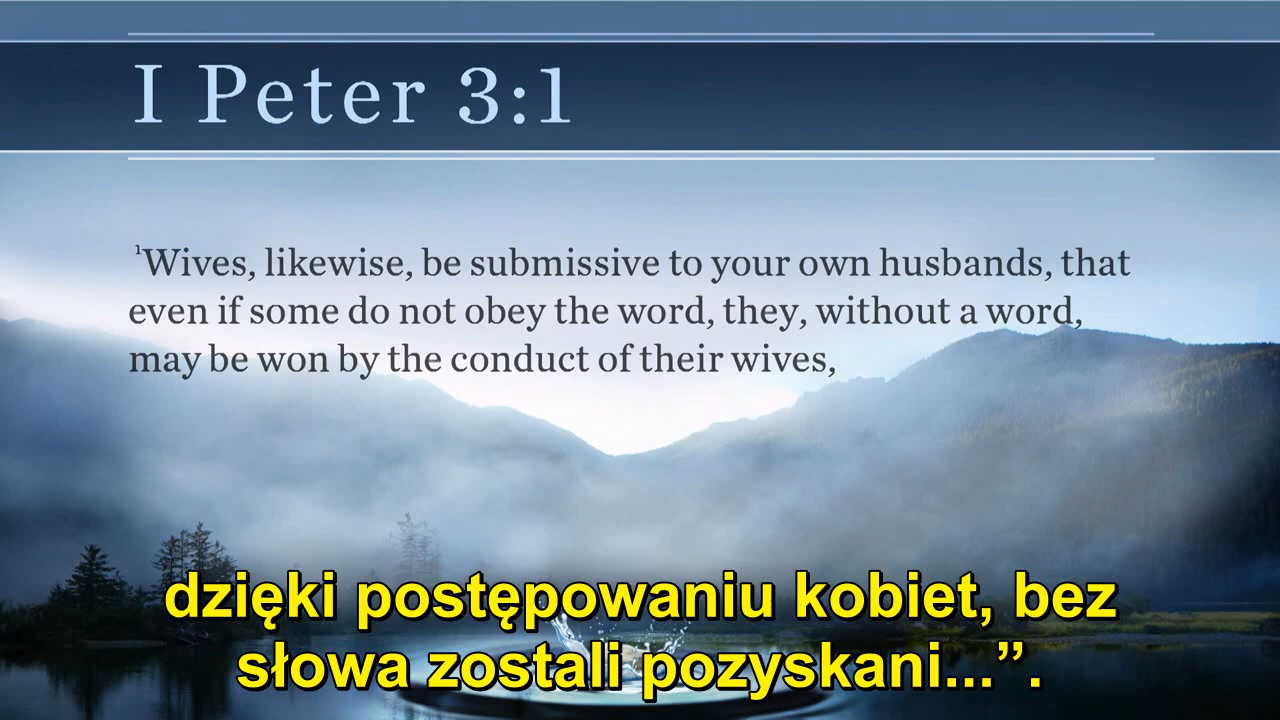 I Peter 3:1
¹Wives, likewise, be submissive to your own husbands, that
even if some do not obey the word, they, without a word,
may be won by the conduct of their wives,
dzięki postępowaniu kobiet, bez
słowa zostali pozyskani...”.